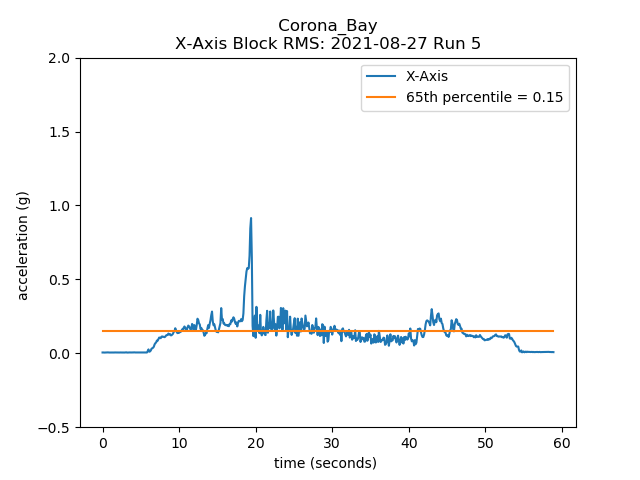 Corona_Bay
X-Axis Block RMS: 2021-08-27 Run 5
2.0
1.5
1.0
0.5
0.0
−0.5
acceleration (g)
X-Axis
65th percentile = 0.15
0 10 20 30 40 50 60
time (seconds)